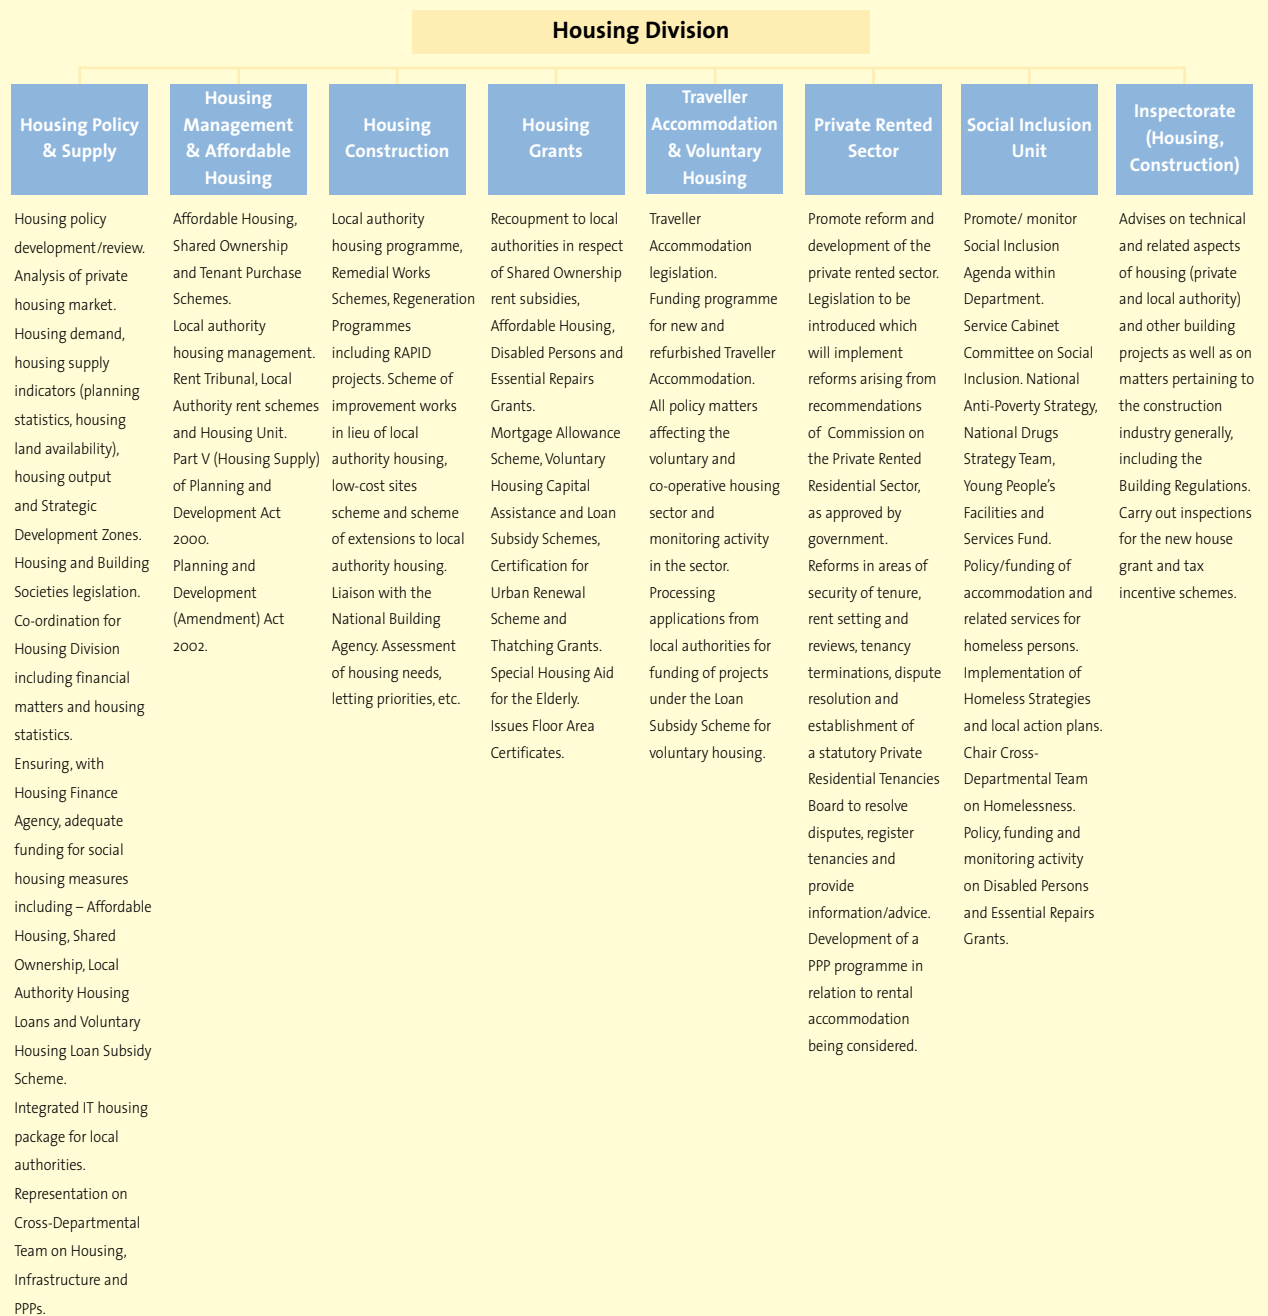 Housing Division
Housing Policy
& Supply
Housing policy
development/review.
Analysis of private
housing market.
Housing demand,
housing supply
indicators (planning
statistics, housing
land availability),
housing output
and Strategic
Development Zones.
Housing and Building
Societies legislation.
Co-ordination for
Housing Division
including financial
matters and housing
statistics.
Ensuring, with
Housing Finance
Agency, adequate
funding for social
housing measures
including – Affordable
Housing, Shared
Ownership, Local
Authority Housing
Loans and Voluntary
Housing Loan Subsidy
Scheme.
Integrated IT housing
package for local
authorities.
Representation on
Cross-Departmental
Team on Housing,
Infrastructure and
PPPs.
Housing
Management
& Affordable
Housing
Affordable Housing,
Shared Ownership
and Tenant Purchase
Schemes.
Local authority
housing management.
Rent Tribunal, Local
Authority rent schemes
and Housing Unit.
Part V (Housing Supply)
of Planning and
Development Act
2000.
Planning and
Development
(Amendment) Act
2002.
Housing
Construction
Local authority
housing programme,
Remedial Works
Schemes, Regeneration
Programmes
including RAPID
projects. Scheme of
improvement works
in lieu of local
authority housing,
low-cost sites
scheme and scheme
of extensions to local
authority housing.
Liaison with the
National Building
Agency. Assessment
of housing needs,
letting priorities, etc.
Housing
Grants
Recoupment to local
authorities in respect
of Shared Ownership
rent subsidies,
Affordable Housing,
Disabled Persons and
Essential Repairs
Grants.
Mortgage Allowance
Scheme, Voluntary
Housing Capital
Assistance and Loan
Subsidy Schemes,
Certification for
Urban Renewal
Scheme and
Thatching Grants.
Special Housing Aid
for the Elderly.
Issues Floor Area
Certificates.
Traveller
Accommodation
& Voluntary
Housing
Traveller
Accommodation
legislation.
Funding programme
for new and
refurbished Traveller
Accommodation.
All policy matters
affecting the
voluntary and
co-operative housing
sector and
monitoring activity
in the sector.
Processing
applications from
local authorities for
funding of projects
under the Loan
Subsidy Scheme for
voluntary housing.
Private Rented
Sector
Promote reform and
development of the
private rented sector.
Legislation to be
introduced which
will implement
reforms arising from
recommendations
of Commission on
the Private Rented
Residential Sector,
as approved by
government.
Reforms in areas of
security of tenure,
rent setting and
reviews, tenancy
terminations, dispute
resolution and
establishment of
a statutory Private
Residential Tenancies
Board to resolve
disputes, register
tenancies and
provide
information/advice.
Development of a
PPP programme in
relation to rental
accommodation
being considered.
Social Inclusion
Unit
Promote/ monitor
Social Inclusion
Agenda within
Department.
Service Cabinet
Committee on Social
Inclusion. National
Anti-Poverty Strategy,
National Drugs
Strategy Team,
Young People's
Facilities and
Services Fund.
Policy/funding of
accommodation and
related services for
homeless persons.
Implementation of
Homeless Strategies
and local action plans.
Chair Cross-
Departmental Team
on Homelessness.
Policy, funding and
monitoring activity
on Disabled Persons
and Essential Repairs
Grants.
Inspectorate
(Housing,
Construction)
Advises on technical
and related aspects
of housing (private
and local authority)
and other building
projects as well as on
matters pertaining to
the construction
industry generally,
including the
Building Regulations.
Carry out inspections
for the new house
grant and tax
incentive schemes.